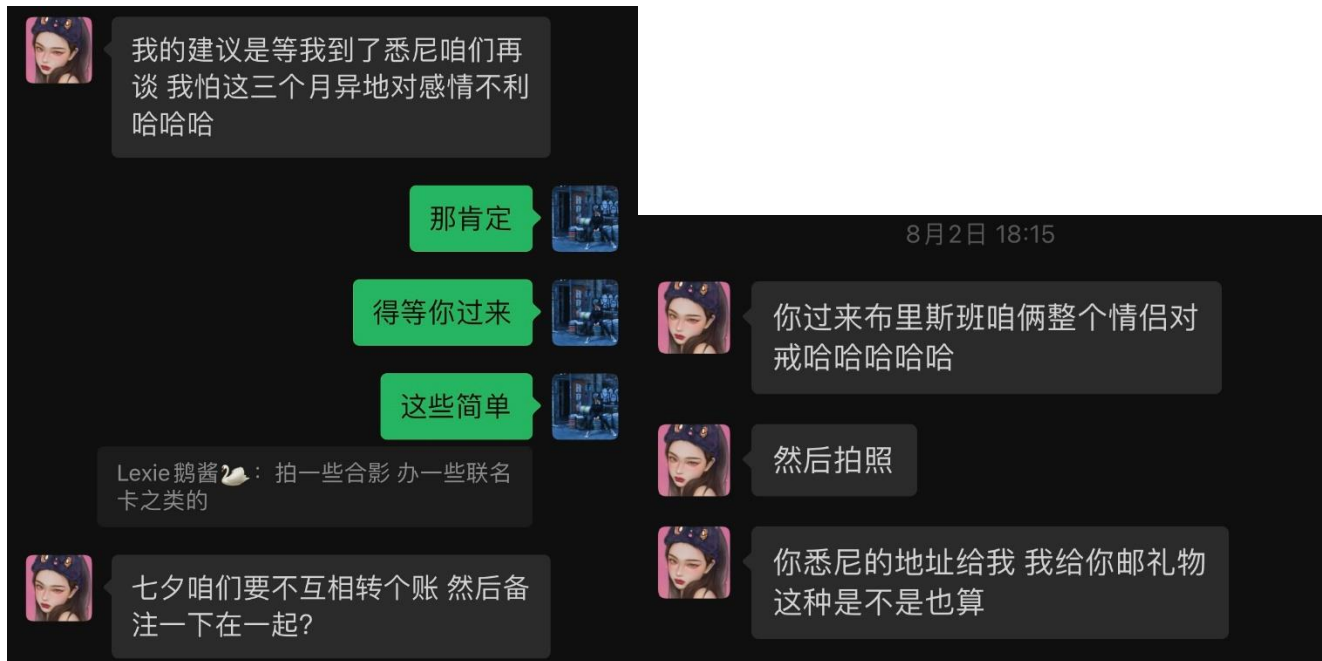 我的建议是等我到了悉尼咱们再
谈 我怕这三个月异地对感情不利
哈哈哈
那肯定
得等你过来
这些简单
Lexie鹅酱🦢：拍一些合影 办一些联名
卡之类的
七夕咱们要不互相转个账 然后备
注一下在一起？
8月2日 18:15
你过来布里斯班咱俩整个情侣对
戒哈哈哈哈哈
然后拍照
你悉尼的地址给我 我给你邮礼物
这种是不是也算